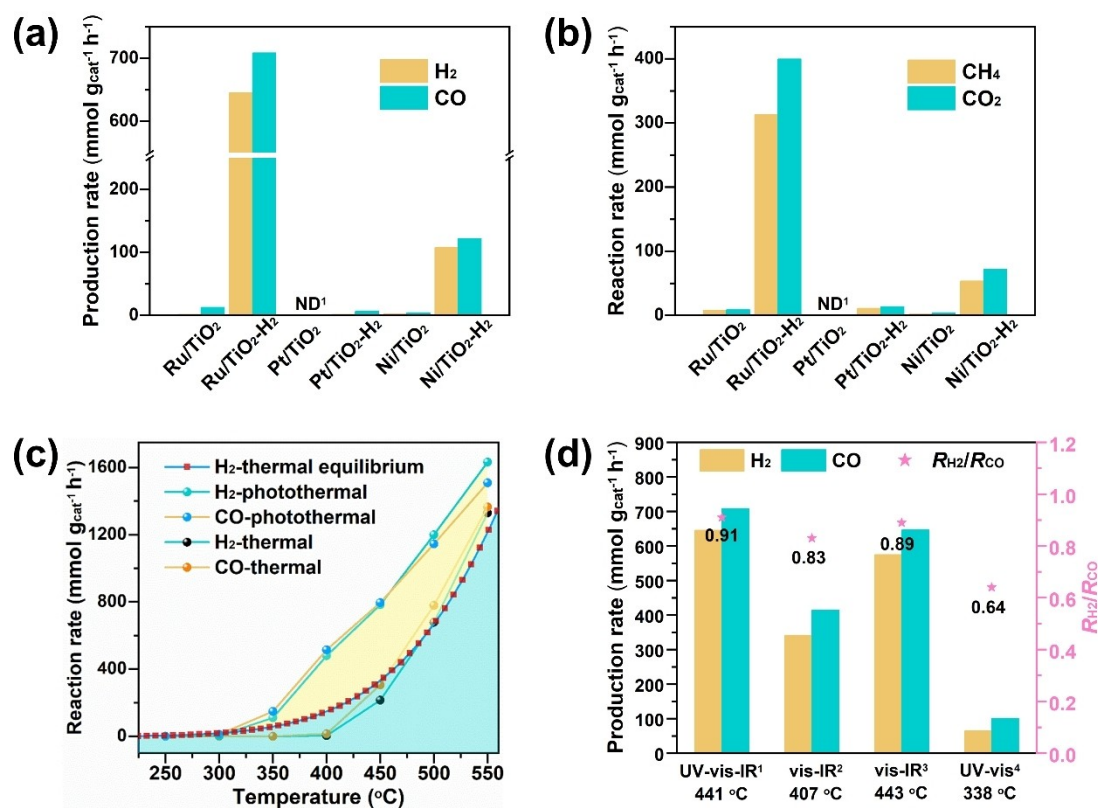 (a)
Production rate (mmol gcat⁻¹ h⁻¹)
700
600
200
100
0
H₂
CO
ND¹
Ru/TiO₂
Ru/TiO₂-H₂
Pt/TiO₂
Pt/TiO₂-H₂
Ni/TiO₂
Ni/TiO₂-H₂
(b)
Reaction rate (mmol gcat⁻¹ h⁻¹)
400
300
200
100
0
CH₄
CO₂
ND¹
Ru/TiO₂
Ru/TiO₂-H₂
Pt/TiO₂
Pt/TiO₂-H₂
Ni/TiO₂
Ni/TiO₂-H₂
(c)
Reaction rate (mmol gcat⁻¹ h⁻¹)
1600
1200
800
400
0
H₂-thermal equilibrium
H₂-photothermal
CO-photothermal
H₂-thermal
CO-thermal
250 300 350 400 450 500 550
Temperature (°C)
(d)
Production rate (mmol gcat⁻¹ h⁻¹)
900
800
700
600
500
400
300
200
100
0
H₂ CO RH2/RCO
0.91
0.83
0.89
0.64
1.2
1.0
0.8
0.6
0.4
0.2
0.0
RH2/RCO
UV-vis-IR¹ vis-IR² vis-IR³ UV-vis⁴
441 °C 407 °C 443 °C 338 °C